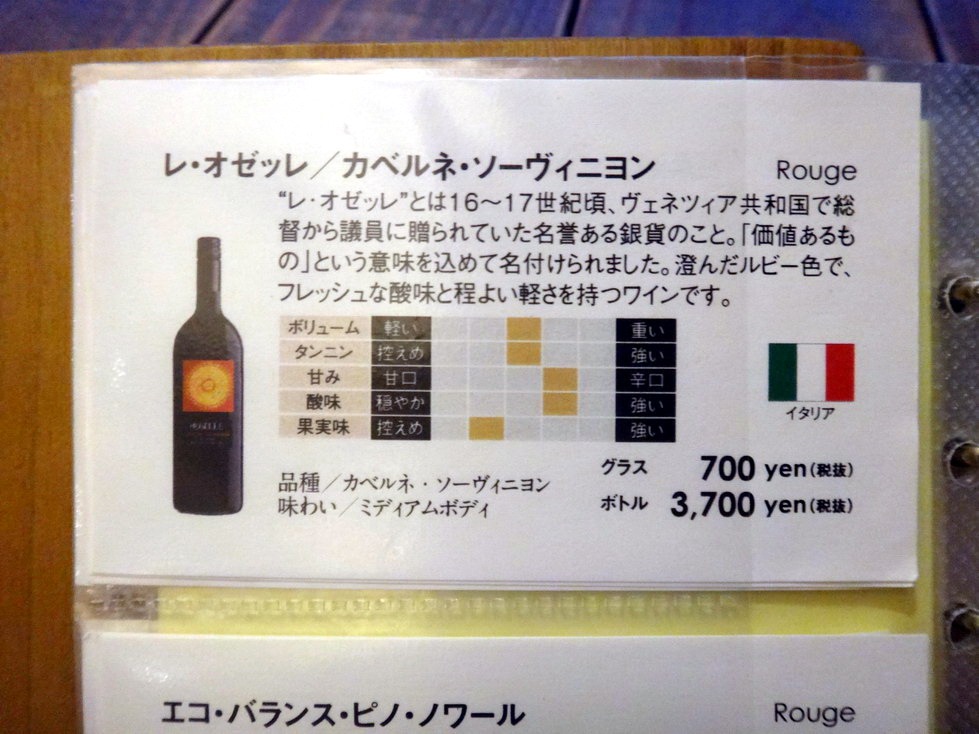 レ・オゼッレ／カベルネ・ソーヴィニヨン Rouge
“レ・オゼッレ”とは16～17世紀頃、ヴェネツィア共和国で総
督から議員に贈られていた名誉ある銀貨のこと。「価値あるも
の」という意味を込めて名付けられました。澄んだルビー色で、
フレッシュな酸味と程よい軽さを持つワインです。
ボリューム 軽い 重い
タンニン 控えめ 強い
甘み 甘口 辛口
酸味 穏やか 強い
果実味 控えめ 強い
イタリア
品種／カベルネ・ソーヴィニヨン
味わい／ミディアムボディ
グラス 700 yen(税抜)
ボトル 3,700 yen(税抜)
エコ・バランス・ピノ・ノワール Rouge